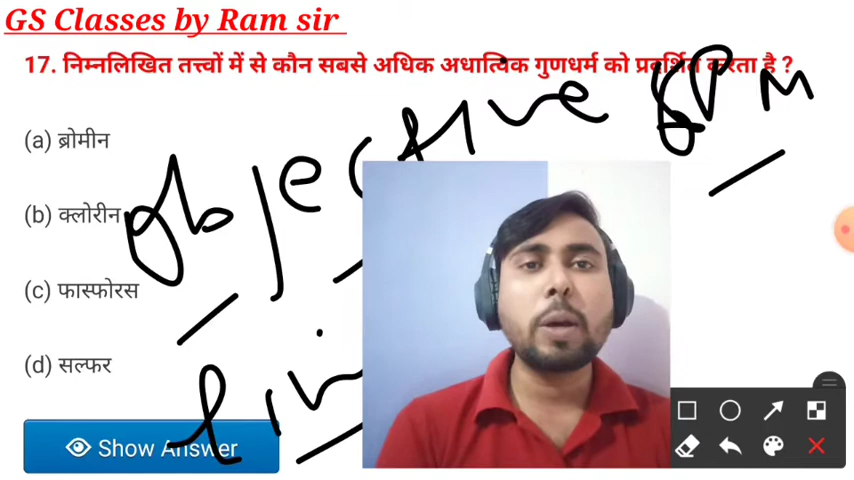 GS Classes by Ram sir
17. निम्नलिखित तत्त्वों में से कौन सबसे अधिक अधात्विक गुणधर्म को प्रदर्शित करता है ?
objective
(a) ब्रोमीन
(b) क्लोरीन
(c) फास्फोरस
(d) सल्फर
Show Answer